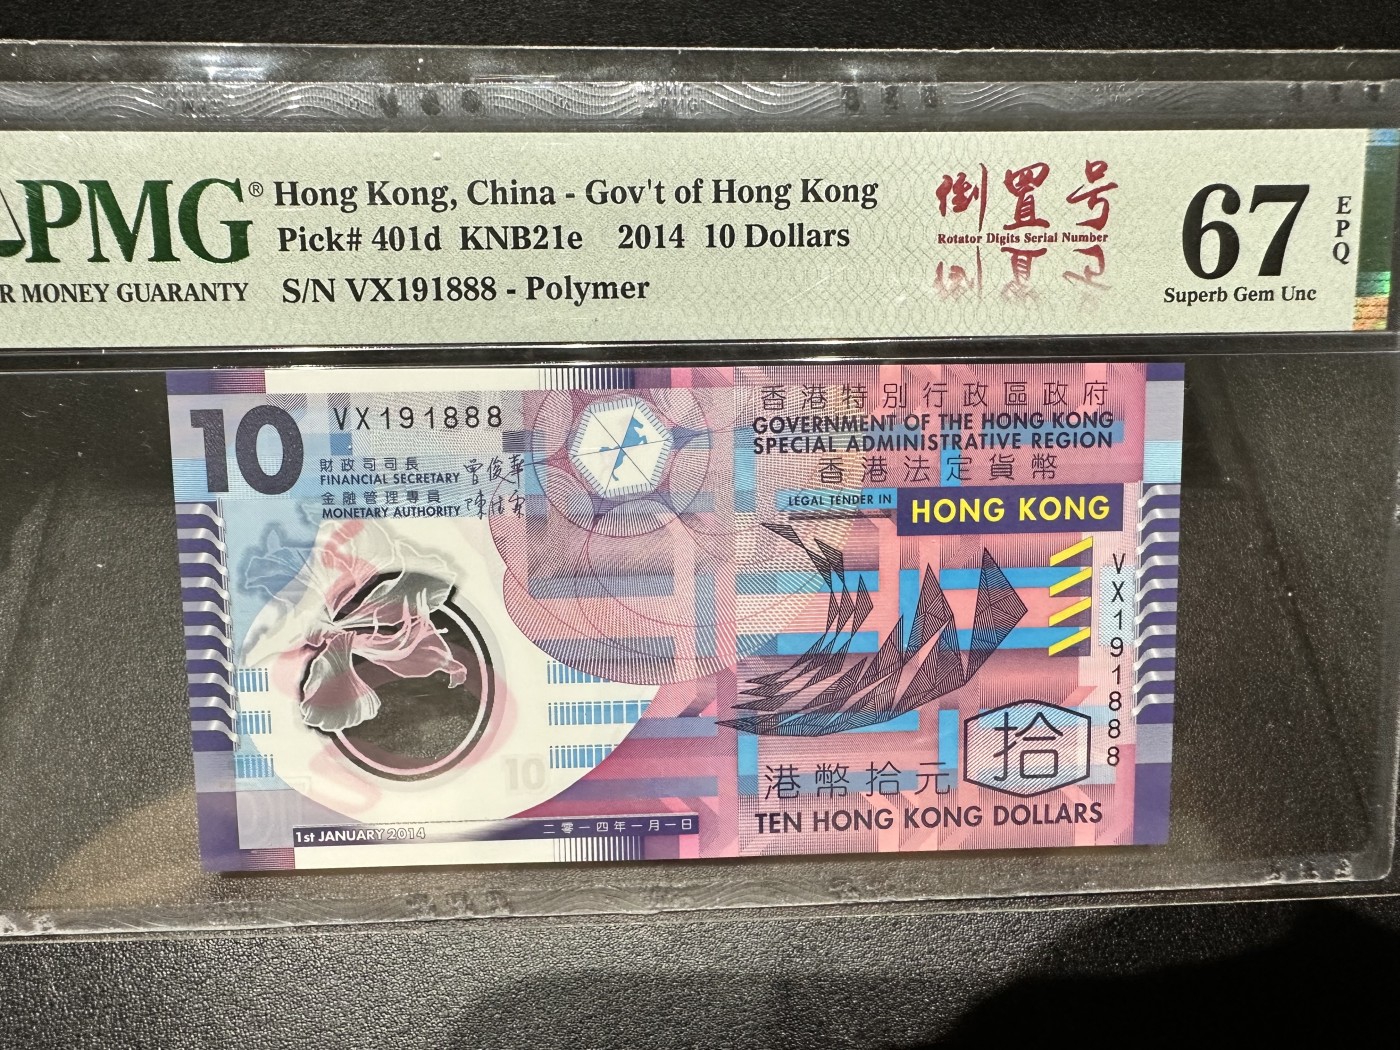 PMG® Hong Kong, China - Gov't of Hong Kong
Pick# 401d KNB21e 2014 10 Dollars
R MONEY GUARANTY S/N VX191888 - Polymer
倒置号
Rotator Digits Serial Number
67
EPQ
Superb Gem Unc
10
VX191888
財政司司長
FINANCIAL SECRETARY
金融管理專員
MONETARY AUTHORITY
香港特別行政區政府
GOVERNMENT OF THE HONG KONG
SPECIAL ADMINISTRATIVE REGION
香港法定貨幣
LEGAL TENDER IN
HONG KONG
VX191888
拾
10
港幣拾元
TEN HONG KONG DOLLARS
1st JANUARY 2014
二零一四年一月一日